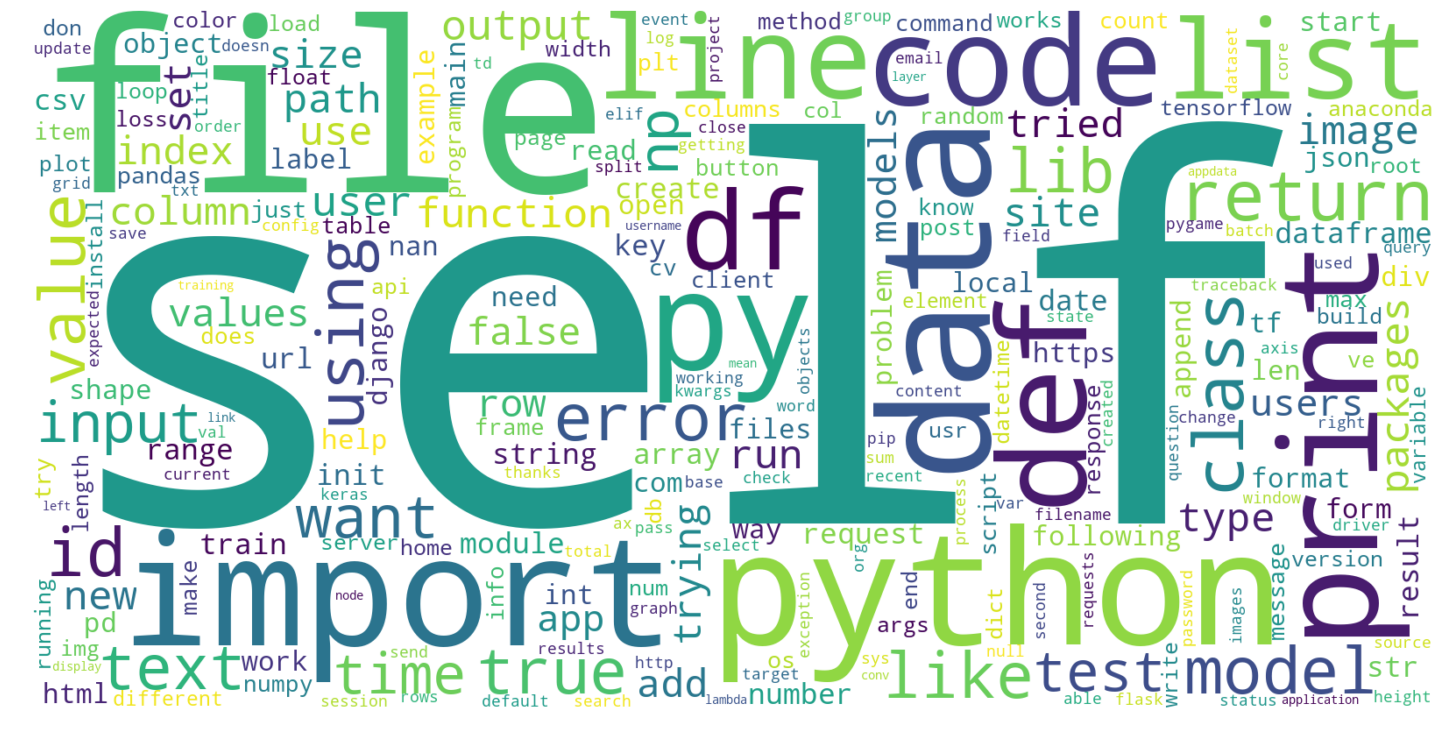 self
file
line
code
list
data
df
def
print
import
python
py
return
class
value
using
input
error
want
text
time
true
like
test
model
id
lib
site
np
models
tried
image
json
root
dataframe
anaconda
tensorflow
start
count
works
command
method
group
event
log
project
email
layer
dataset
core
output
size
path
use
set
index
object
color
load
don
update
doesn
title
float
loop
loss
order
csv
item
plot
grid
pandas
txt
label
example
program
main
width
td
plt
elif
columns
close
col
random
page
read
split
getting
button
create
open
username
function
user
just
column
install
save
config
table
nan
key
cv
client
know
post
field
pygame
appdata
batch
query
used
div
traceback
max
build
ve
packages
variable
append
tf
axis
len
users
https
date
local
state
element
problem
need
false
values
training
does
url
django
api
expected
shape
row
frame
working
kwargs
mean
objects
word
content
datetime
response
created
question
change
right
format
window
form
driver
type
version
result
message
images
password
source
str
height
status
application
write
flask
able
null
dict
second
requests
filename
var
script
following
process
request
recent
sum
pip
usr
check
run
files
array
string
thanks
help
range
current
link
val
try
length
left
init
keras
com
base
db
ax
pass
way
select
trying
module
total
server
home
train
make
new
running
pd
img
display
html
different
work
numpy
node
session
rows
send
default
results
search
info
int
app
num
graph
http
add
lambda
target
number
os
exception
org
sys
conv
args
end